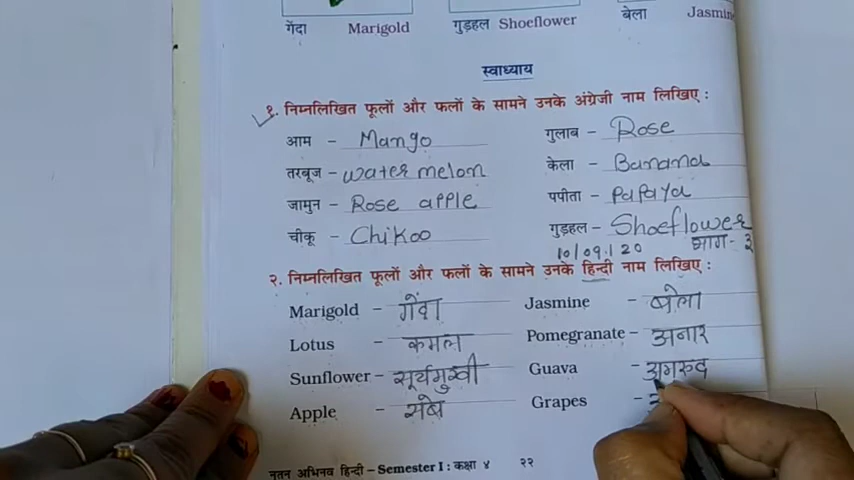 गेंदा Marigold गुड़हल Shoeflower बेला Jasmine
स्वाध्याय
१. निम्नलिखित फूलों और फलों के सामने उनके अंग्रेजी नाम लिखिए :
आम - Mango गुलाब - Rose
तरबूज - water melon केला - Banana
जामुन - Rose apple पपीता - PaPaYa
चीकू - Chikoo गुड़हल - Shoeflower
10/09/20 भाग - ३
२. निम्नलिखित फूलों और फलों के सामने उनके हिन्दी नाम लिखिए :
Marigold - गेंदा Jasmine - बेला
Lotus - कमल Pomegranate - अनार
Sunflower - सूर्यमुखी Guava - अमरुद
Apple - सेब Grapes -
नूतन अभिनव हिन्दी - Semester I : कक्षा ४ २२